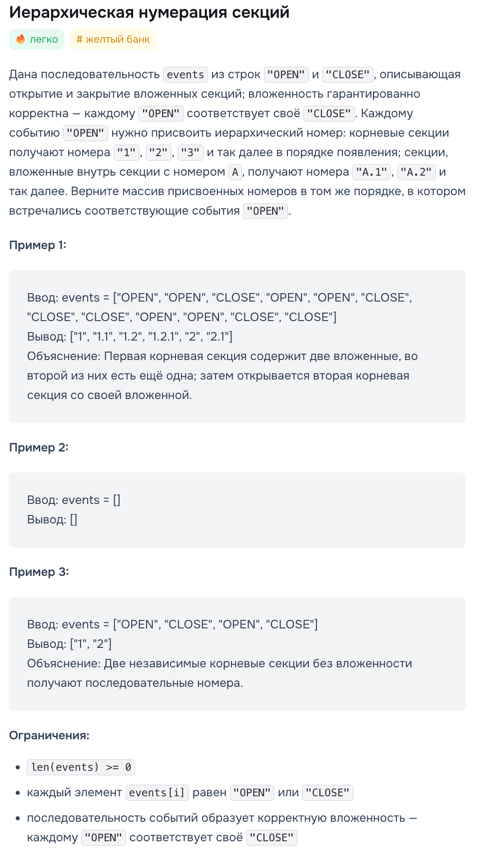 Иерархическая нумерация секций
🔥 легко # желтый банк
Дана последовательность events из строк "OPEN" и "CLOSE", описывающая
открытие и закрытие вложенных секций; вложенность гарантированно
корректна — каждому "OPEN" соответствует своё "CLOSE". Каждому
событию "OPEN" нужно присвоить иерархический номер: корневые секции
получают номера "1", "2", "3" и так далее в порядке появления; секции,
вложенные внутрь секции с номером A, получают номера "A.1", "A.2" и
так далее. Верните массив присвоенных номеров в том же порядке, в котором
встречались соответствующие события "OPEN".
Пример 1:
Ввод: events = ["OPEN", "OPEN", "CLOSE", "OPEN", "OPEN", "CLOSE",
"CLOSE", "CLOSE", "OPEN", "OPEN", "CLOSE", "CLOSE"]
Вывод: ["1", "1.1", "1.2", "1.2.1", "2", "2.1"]
Объяснение: Первая корневая секция содержит две вложенные, во
второй из них есть ещё одна; затем открывается вторая корневая
секция со своей вложенной.
Пример 2:
Ввод: events = []
Вывод: []
Пример 3:
Ввод: events = ["OPEN", "CLOSE", "OPEN", "CLOSE"]
Вывод: ["1", "2"]
Объяснение: Две независимые корневые секции без вложенности
получают последовательные номера.
Ограничения:
• len(events) >= 0
• каждый элемент events[i] равен "OPEN" или "CLOSE"
• последовательность событий образует корректную вложенность —
каждому "OPEN" соответствует своё "CLOSE"